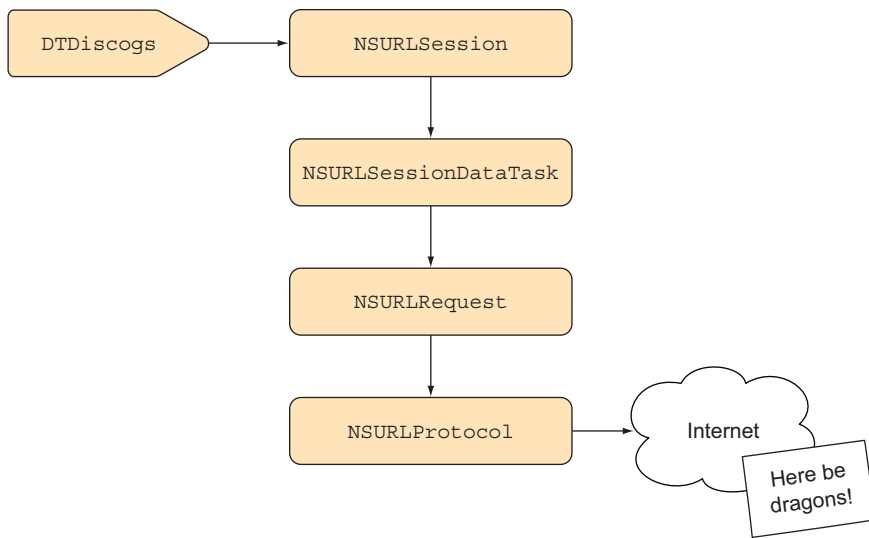 DTDiscogs
NSURLSession
NSURLSessionDataTask
NSURLRequest
NSURLProtocol
Internet
Here be
dragons!